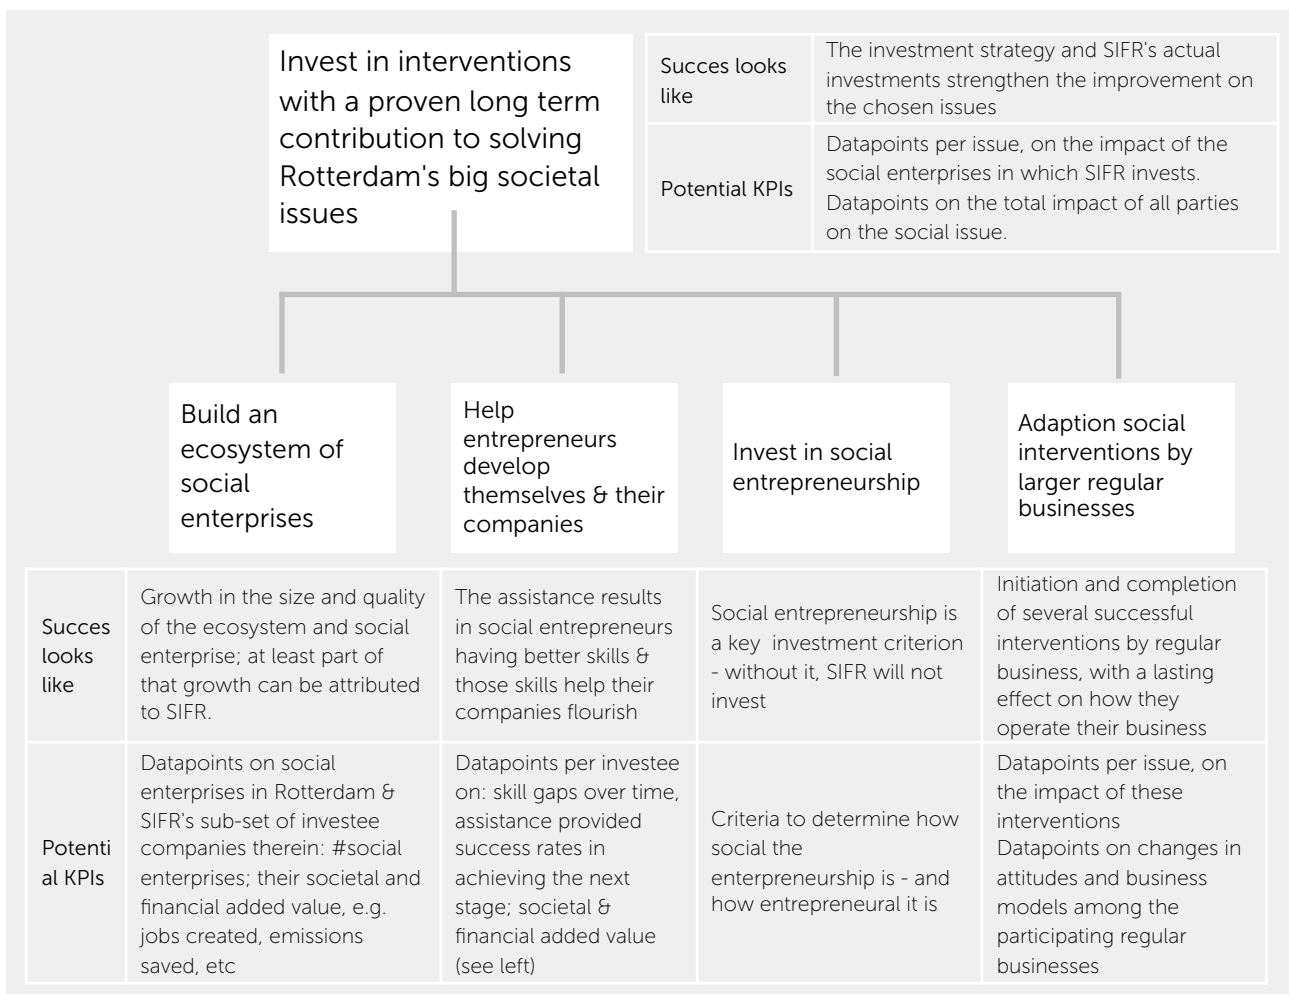 Invest in interventions
with a proven long term
contribution to solving
Rotterdam's big societal
issues
Succes looks
like
The investment strategy and SIFR's actual
investments strengthen the improvement on
the chosen issues
Potential KPIs
Datapoints per issue, on the impact of the
social enterprises in which SIFR invests.
Datapoints on the total impact of all parties
on the social issue.
Build an
ecosystem of
social
enterprises
Help
entrepreneurs
develop
themselves & their
companies
Invest in social
entrepreneurship
Adaption social
interventions by
larger regular
businesses
Succes
looks
like
Growth in the size and quality
of the ecosystem and social
enterprise; at least part of
that growth can be attributed
to SIFR.
The assistance results
in social entrepreneurs
having better skills &
those skills help their
companies flourish
Social entrepreneurship is
a key  investment criterion
- without it, SIFR will not
invest
Initiation and completion
of several successful
interventions by regular
business, with a lasting
effect on how they
operate their business
Potenti
al KPIs
Datapoints on social
enterprises in Rotterdam &
SIFR's sub-set of investee
companies therein: #social
enterprises; their societal and
financial added value, e.g.
jobs created, emissions
saved, etc
Datapoints per investee
on: skill gaps over time,
assistance provided
success rates in
achieving the next
stage; societal &
financial added value
(see left)
Criteria to determine how
social the
enterpreneurship is - and
how entrepreneural it is
Datapoints per issue, on
the impact of these
interventions
Datapoints on changes in
attitudes and business
models among the
participating regular
businesses